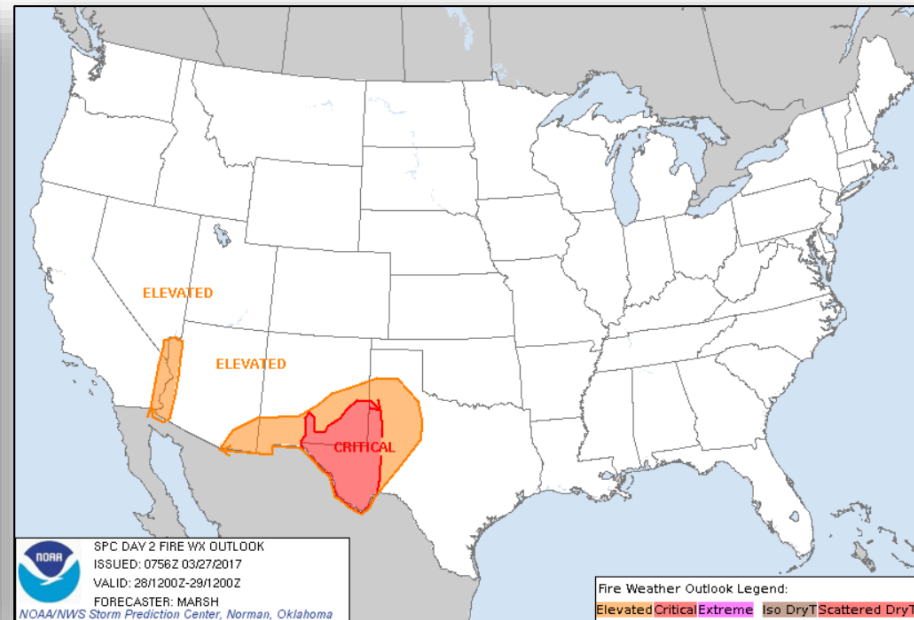 ELEVATED
ELEVATED
CRITICAL
NOAA
SPC DAY 2 FIRE WX OUTLOOK
ISSUED: 0756Z 03/27/2017
VALID: 28/1200Z-29/1200Z
FORECASTER: MARSH
NOAA/NWS Storm Prediction Center, Norman, Oklahoma
Fire Weather Outlook Legend:
Elevated Critical Extreme Iso DryT Scattered DryT